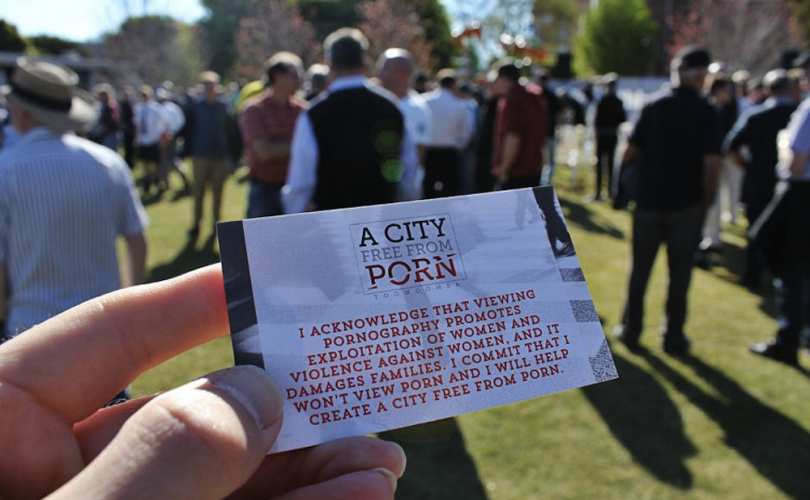 A CITY
FREE FROM
PORN
TOOWOOMBA
I ACKNOWLEDGE THAT VIEWING
PORNOGRAPHY PROMOTES
EXPLOITATION OF WOMEN AND
VIOLENCE AGAINST WOMEN, AND IT
DAMAGES FAMILIES. I COMMIT THAT I
WON'T VIEW PORN AND I WILL HELP
CREATE A CITY FREE FROM PORN.